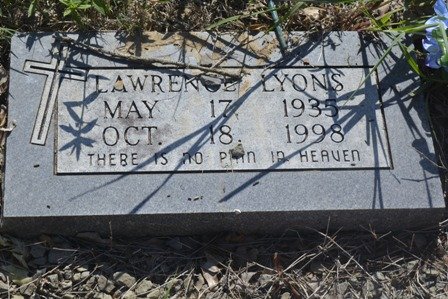 LAWRENCE LYONS
MAY 17, 1935
OCT. 18, 1998
THERE IS NO PAIN IN HEAVEN